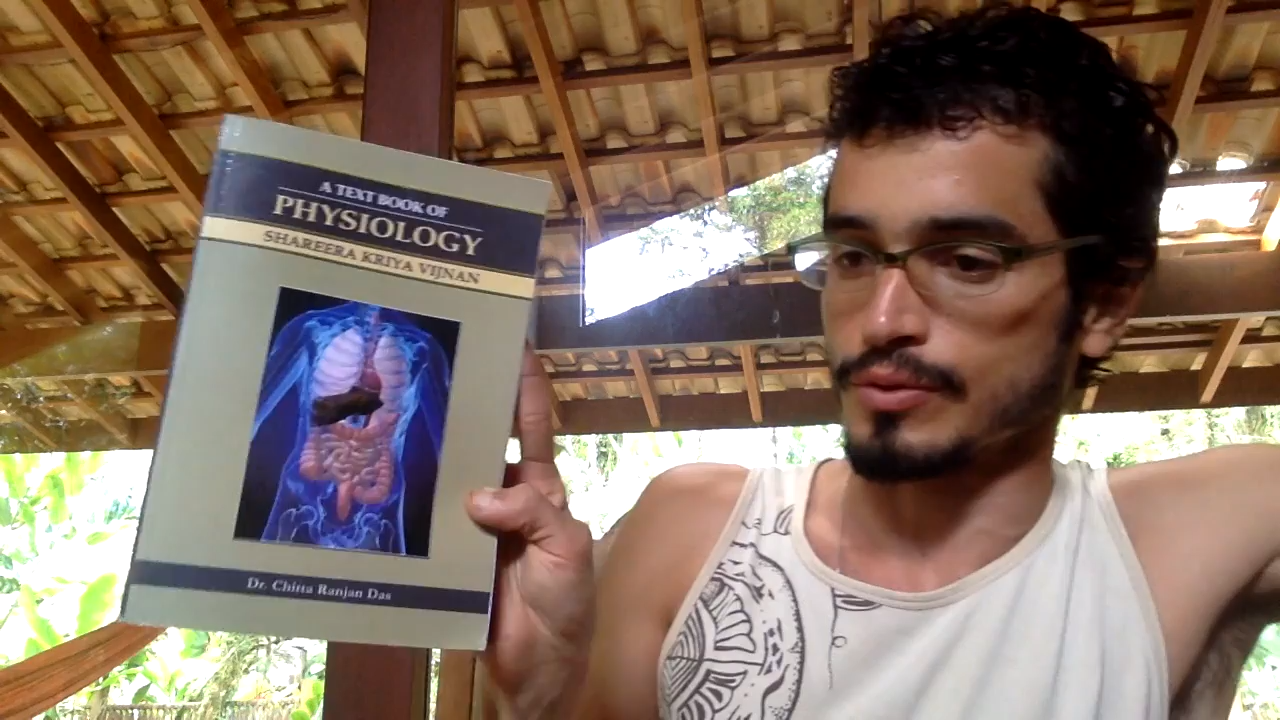 A TEXT BOOK OF
PHYSIOLOGY
SHAREERA KRIYA VIJNAN
Dr. Chitta Ranjan Das